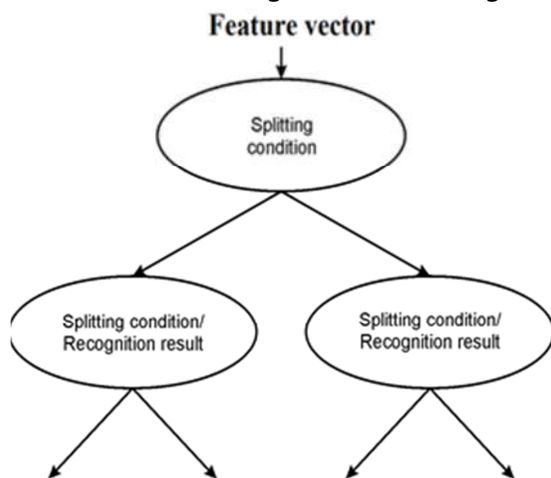 Feature vector
Splitting
condition
Splitting condition/
Recognition result
Splitting condition/
Recognition result